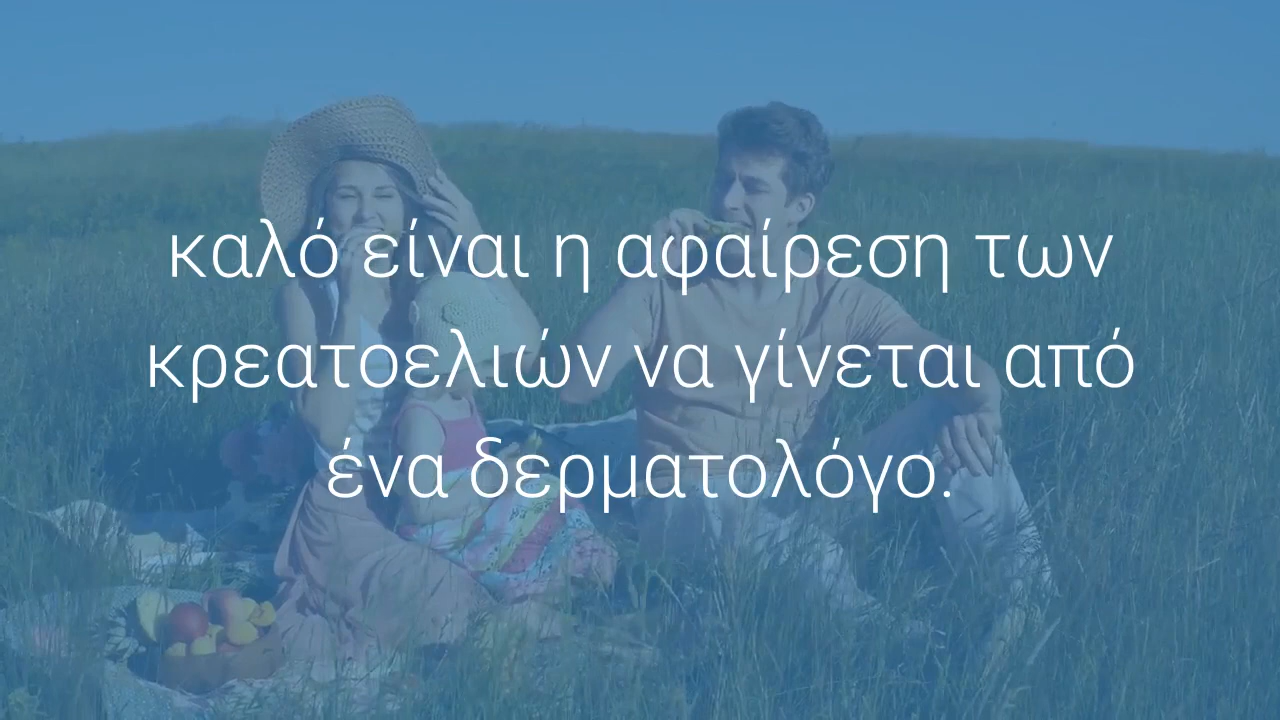 καλό είναι η αφαίρεση των
κρεατοελιών να γίνεται από
ένα δερματολόγο.